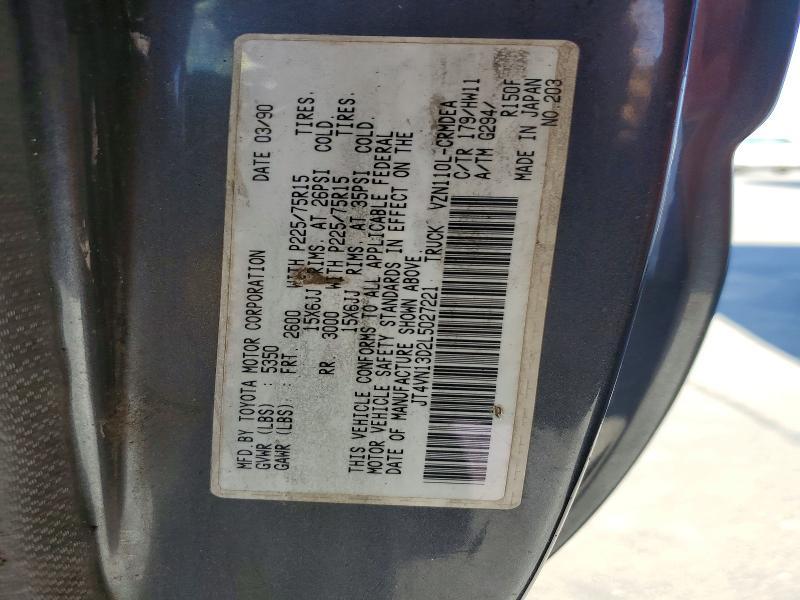 MFD.BY TOYOTA MOTOR CORPORATION DATE 03/90
GVWR (LBS) : 5350
GAWR (LBS) : FRT. 2600 WITH P225/75R15 TIRES.
15X6JJ RIMS. AT 26PSI COLD.
RR. 3000 WITH P225/75R15 TIRES.
15X6JJ RIMS. AT 35PSI COLD.
THIS VEHICLE CONFORMS TO ALL APPLICABLE FEDERAL
MOTOR VEHICLE SAFETY STANDARDS IN EFFECT ON THE
DATE OF MANUFACTURE SHOWN ABOVE.
JT4VN13D2L5027221 TRUCK VZN110L-CRMDEA
C/TR 179/HW11
A/TM G294/ R150F
MADE IN JAPAN
NO.203